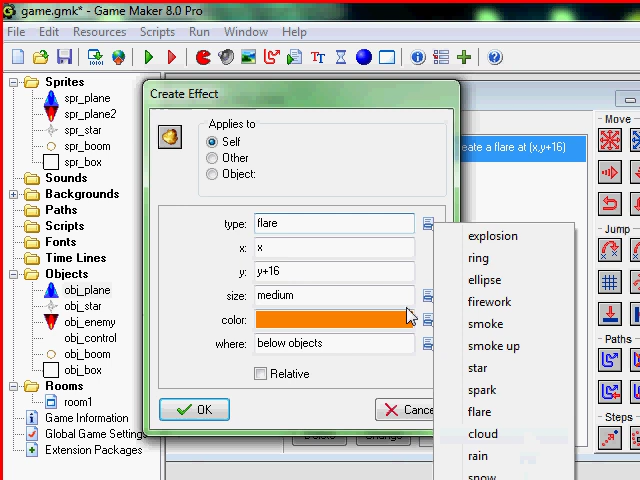 game.gmk* - Game Maker 8.0 Pro
File Edit Resources Scripts Run Window Help
Sprites
spr_plane
spr_plane2
spr_star
spr_boom
spr_box
Sounds
Backgrounds
Paths
Scripts
Fonts
Time Lines
Objects
obj_plane
obj_star
obj_enemy
obj_control
obj_boom
obj_box
Rooms
room1
Game Information
Global Game Settings
Extension Packages
Create Effect
Applies to
Self
Other
Object:
type: flare
x: x
y: y+16
size: medium
color:
where: below objects
Relative
OK
Cance
explosion
ring
ellipse
firework
smoke
smoke up
star
spark
flare
cloud
rain
snow
eate a flare at (x,y+16)
Move
Jump
Paths
Steps